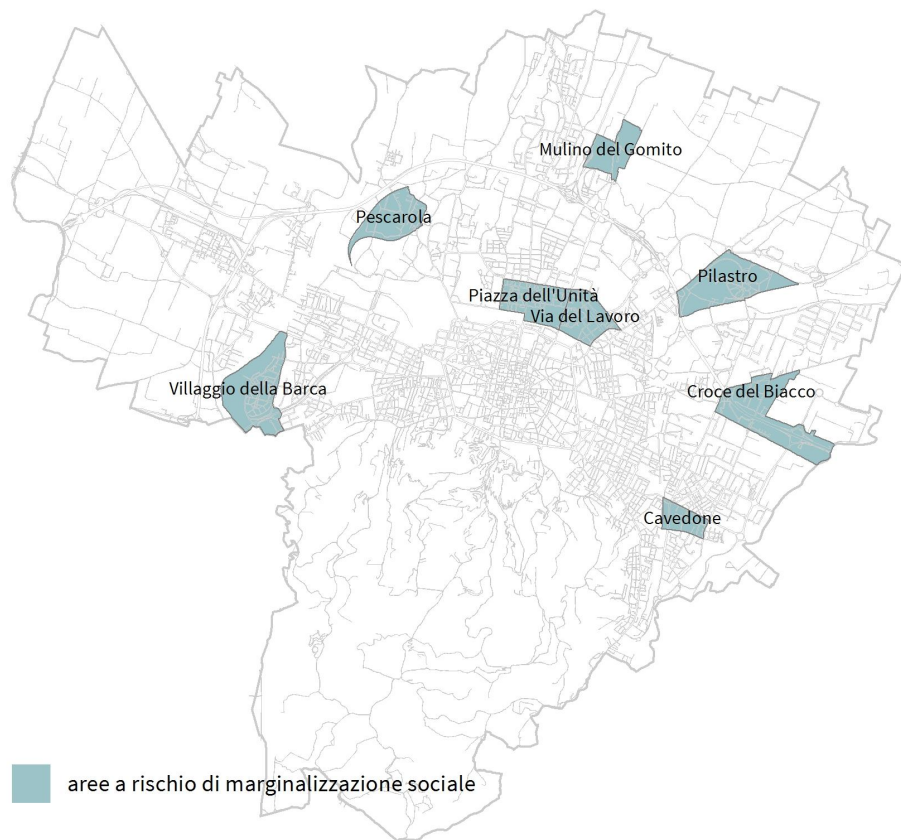 Mulino del Gomito
Pescarola
Pilastro
Piazza dell'Unità
Via del Lavoro
Villaggio della Barca
Croce del Biacco
Cavedone
aree a rischio di marginalizzazione sociale